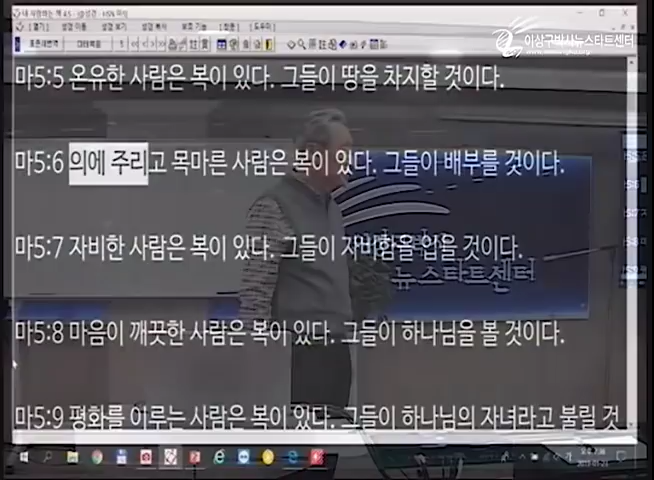 이상구박사뉴스타트센터
마5:5 온유한 사람은 복이 있다. 그들이 땅을 차지할 것이다.
마5:6 의에 주리고 목마른 사람은 복이 있다. 그들이 배부를 것이다.
마5:7 자비한 사람은 복이 있다. 그들이 자비함을 입을 것이다.
뉴스타트센터
마5:8 마음이 깨끗한 사람은 복이 있다. 그들이 하나님을 볼 것이다.
마5:9 평화를 이루는 사람은 복이 있다. 그들이 하나님의 자녀라고 불릴 것